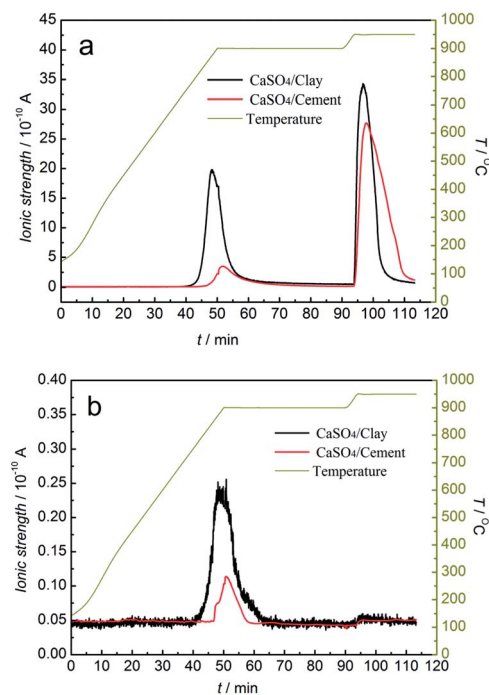 45
40
35
30
25
20
15
10
5
0
Ionic strength / 10⁻¹⁰ A
a
CaSO₄/Clay
CaSO₄/Cement
Temperature
1000
900
800
700
600
500
400
300
200
100
0
T / °C
0 10 20 30 40 50 60 70 80 90 100 110 120
t / min
0.40
0.35
0.30
0.25
0.20
0.15
0.10
0.05
0.00
Ionic strength / 10⁻¹⁰ A
b
CaSO₄/Clay
CaSO₄/Cement
Temperature
1000
900
800
700
600
500
400
300
200
100
0
T / °C
0 10 20 30 40 50 60 70 80 90 100 110 120
t / min